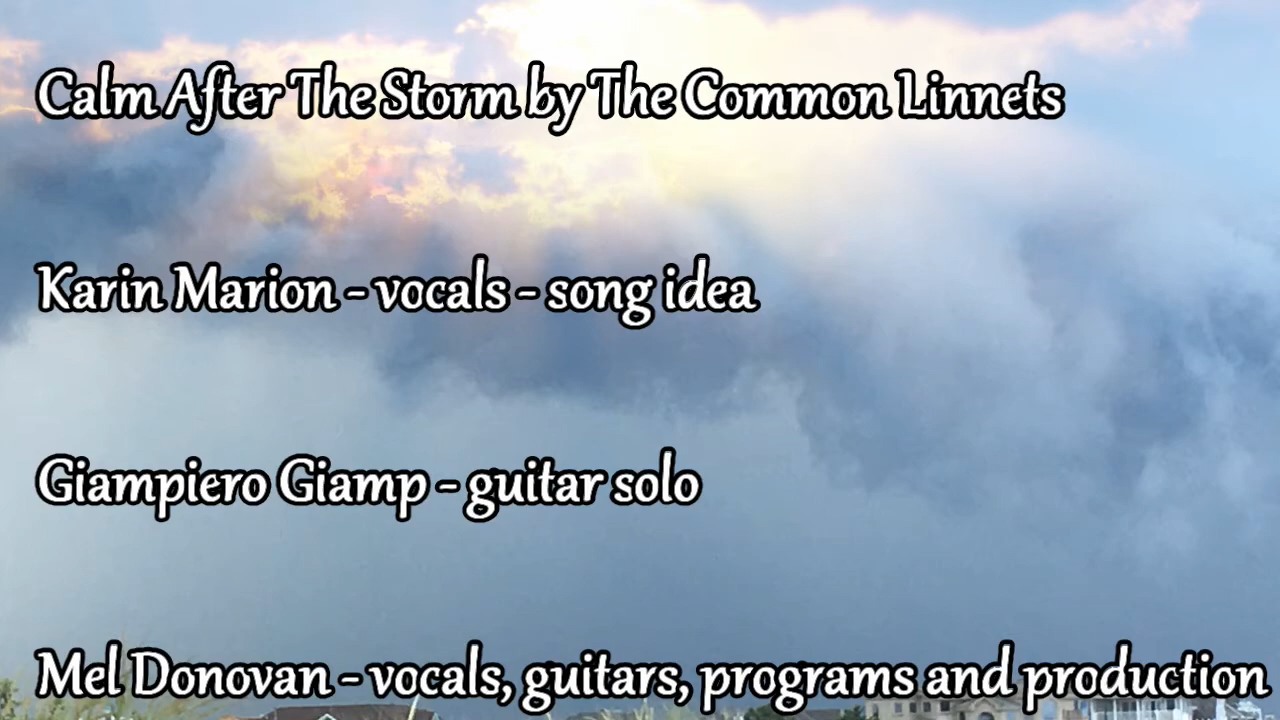 Calm After The Storm by The Common Linnets
Karin Marion - vocals - song idea
Giampiero Giamp - guitar solo
Mel Donovan - vocals, guitars, programs and production